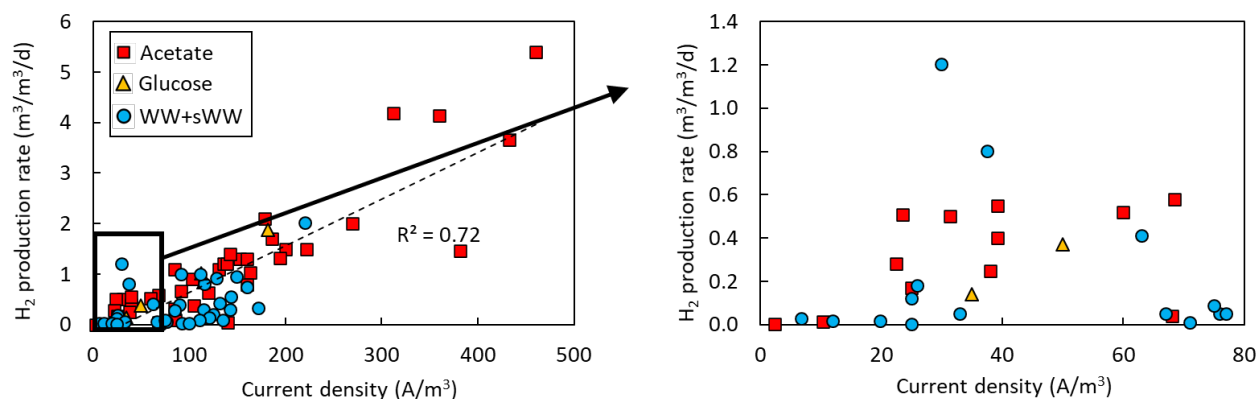 H₂ production rate (m³/m³/d)
6
5
4
3
2
1
0
Acetate
Glucose
WW+sWW
R² = 0.72
0 100 200 300 400 500
Current density (A/m³)
H₂ production rate (m³/m³/d)
1.4
1.2
1.0
0.8
0.6
0.4
0.2
0.0
0 20 40 60 80
Current density (A/m³)